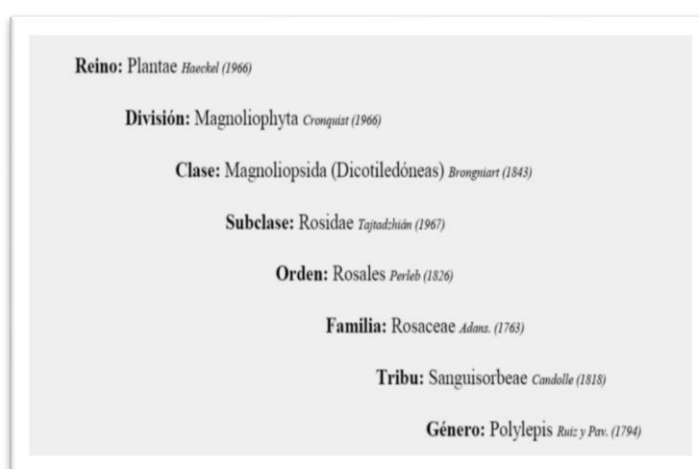 Reino: Plantae Haeckel (1966)
División: Magnoliophyta Cronquist (1966)
Clase: Magnoliopsida (Dicotiledóneas) Brongniart (1843)
Subclase: Rosidae Tajtadzhián (1967)
Orden: Rosales Perleb (1826)
Familia: Rosaceae Adans. (1763)
Tribu: Sanguisorbeae Candolle (1818)
Género: Polylepis Ruiz y Pav. (1794)